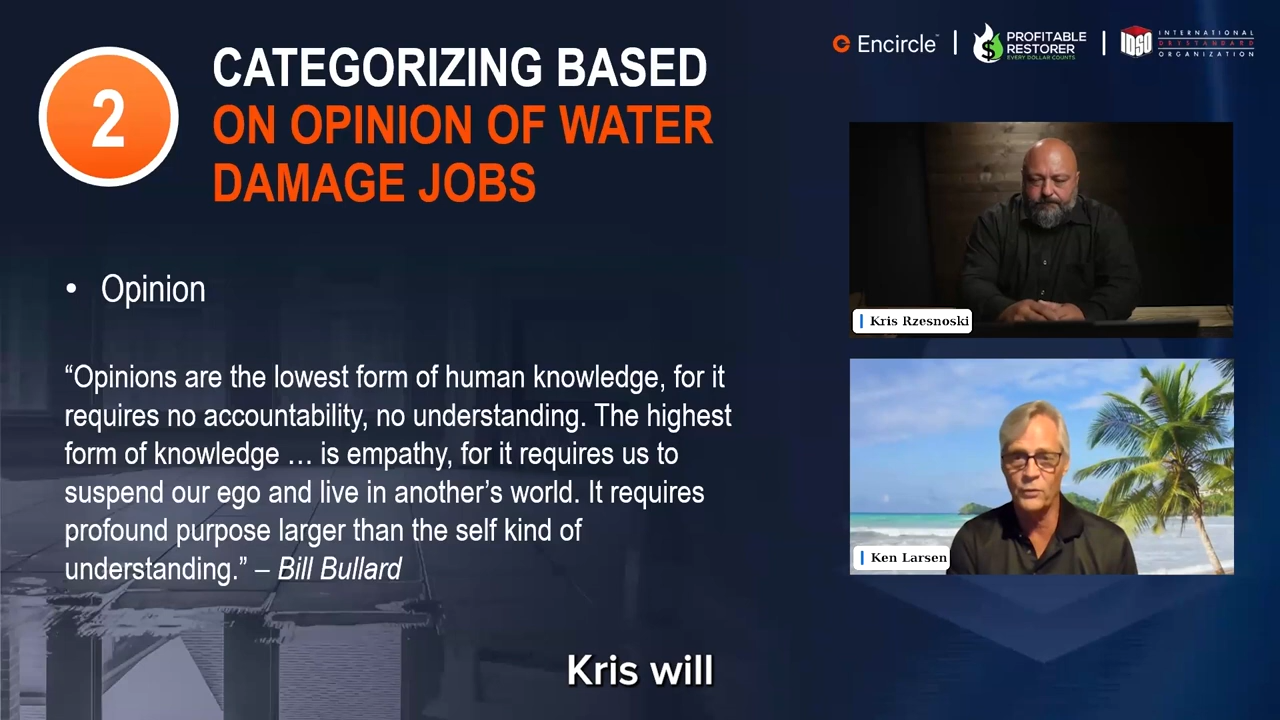 2
CATEGORIZING BASED
ON OPINION OF WATER
DAMAGE JOBS
Encircle
PROFITABLE
RESTORER
EVERY DOLLAR COUNTS
IDSO
INTERNATIONAL
DRYSTANDARD
ORGANIZATION
• Opinion
“Opinions are the lowest form of human knowledge, for it
requires no accountability, no understanding. The highest
form of knowledge … is empathy, for it requires us to
suspend our ego and live in another’s world. It requires
profound purpose larger than the self kind of
understanding.” – Bill Bullard
Kris Rzesnoski
Ken Larsen
Kris will